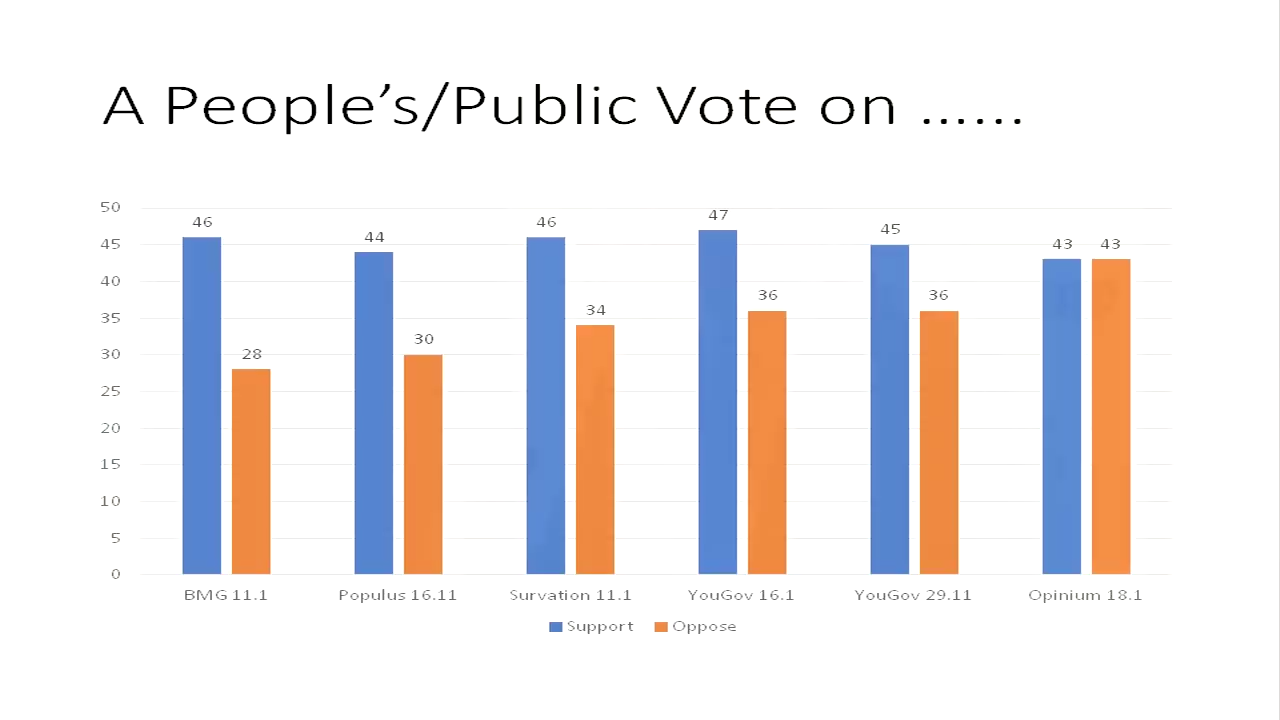 A People’s/Public Vote on ......
50
45
40
35
30
25
20
15
10
5
0
46
28
44
30
46
34
47
36
45
36
43
43
BMG 11.1
Populus 16.11
Survation 11.1
YouGov 16.1
YouGov 29.11
Opinium 18.1
Support
Oppose